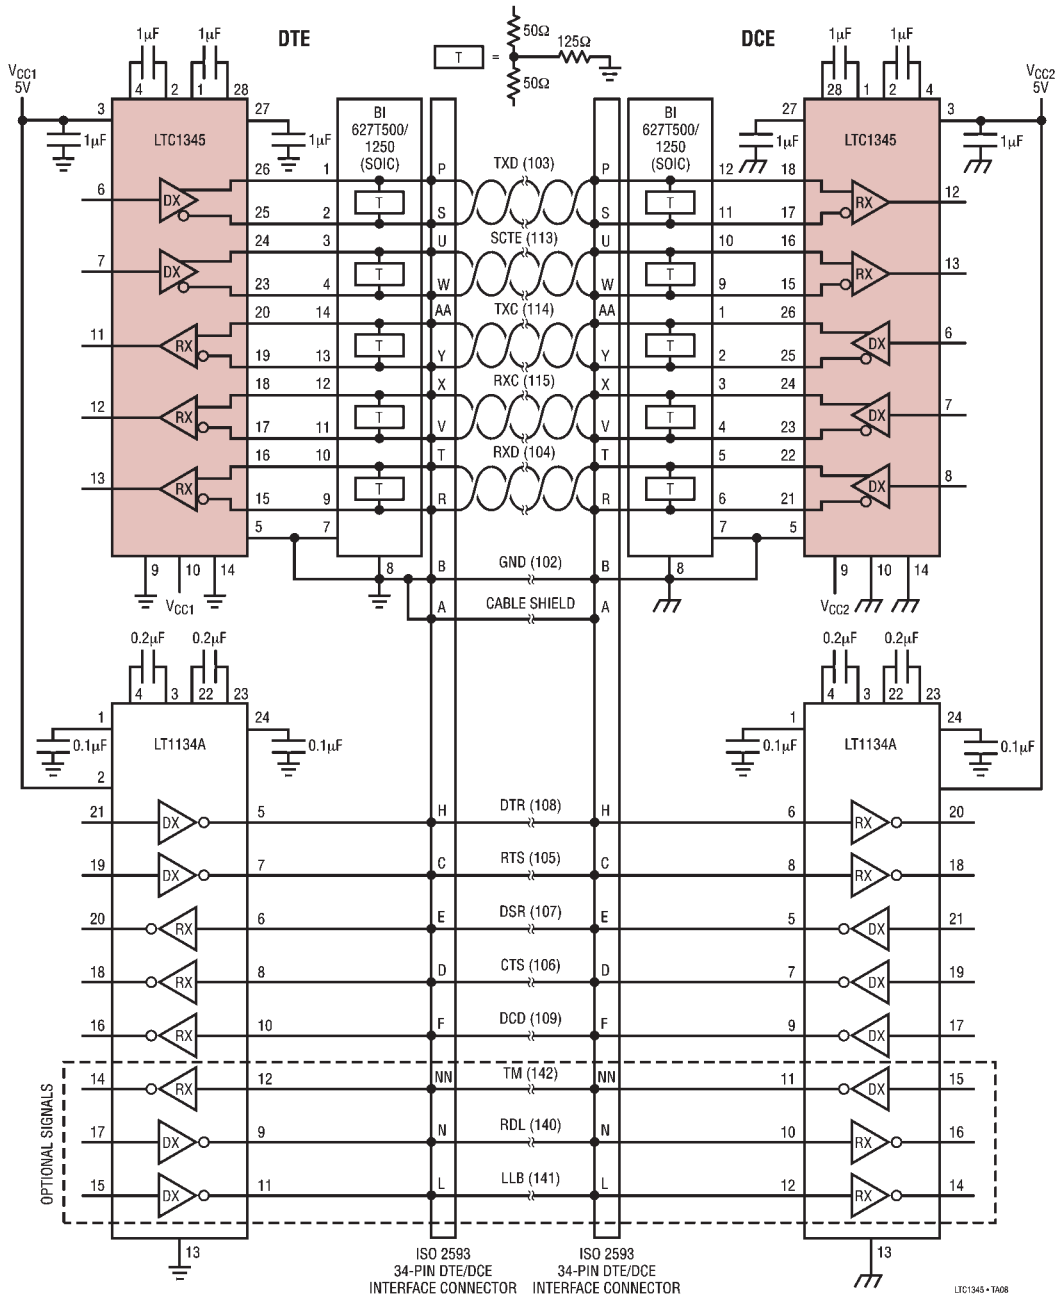 1µF 1µF DTE 50Ω 125Ω DCE 1µF 1µF
T = 50Ω
VCC1 5V 4 2 1 28 28 1 2 4 VCC2 5V
3 27 BI 627T500/ 1250 (SOIC) BI 627T500/ 1250 (SOIC) 27 3
1µF LTC1345 1µF 1µF LTC1345 1µF
26 1 P TXD (103) P 12 18
6 DX T T RX 12
25 2 S S 11 17
SCTE (113)
24 3 U U 10 16
7 DX T T RX 13
23 4 W W 9 15
TXC (114)
20 14 AA AA 1 26
11 RX T T DX 6
19 13 Y Y 2 25
RXC (115)
18 12 X X 3 24
12 RX T T DX 7
17 11 V V 4 23
RXD (104)
16 10 T T 5 22
13 RX T T DX 8
15 9 R R 6 21
5 7 7 5
9 10 14 8 B GND (102) B 8 9 10 14
VCC1 A CABLE SHIELD A VCC2
0.2µF 0.2µF 0.2µF 0.2µF
4 3 22 23 4 3 22 23
1 24 1 24
0.1µF LT1134A 0.1µF 0.1µF LT1134A 0.1µF
2
21 DX 5 H DTR (108) H 6 RX 20
19 DX 7 C RTS (105) C 8 RX 18
20 RX 6 E DSR (107) E 5 DX 21
18 RX 8 D CTS (106) D 7 DX 19
16 RX 10 F DCD (109) F 9 DX 17
OPTIONAL SIGNALS
14 RX 12 NN TM (142) NN 11 DX 15
17 DX 9 N RDL (140) N 10 RX 16
15 DX 11 L LLB (141) L 12 RX 14
13 13
ISO 2593 ISO 2593
34-PIN DTE/DCE 34-PIN DTE/DCE
INTERFACE CONNECTOR INTERFACE CONNECTOR
LTC1345 • TA08